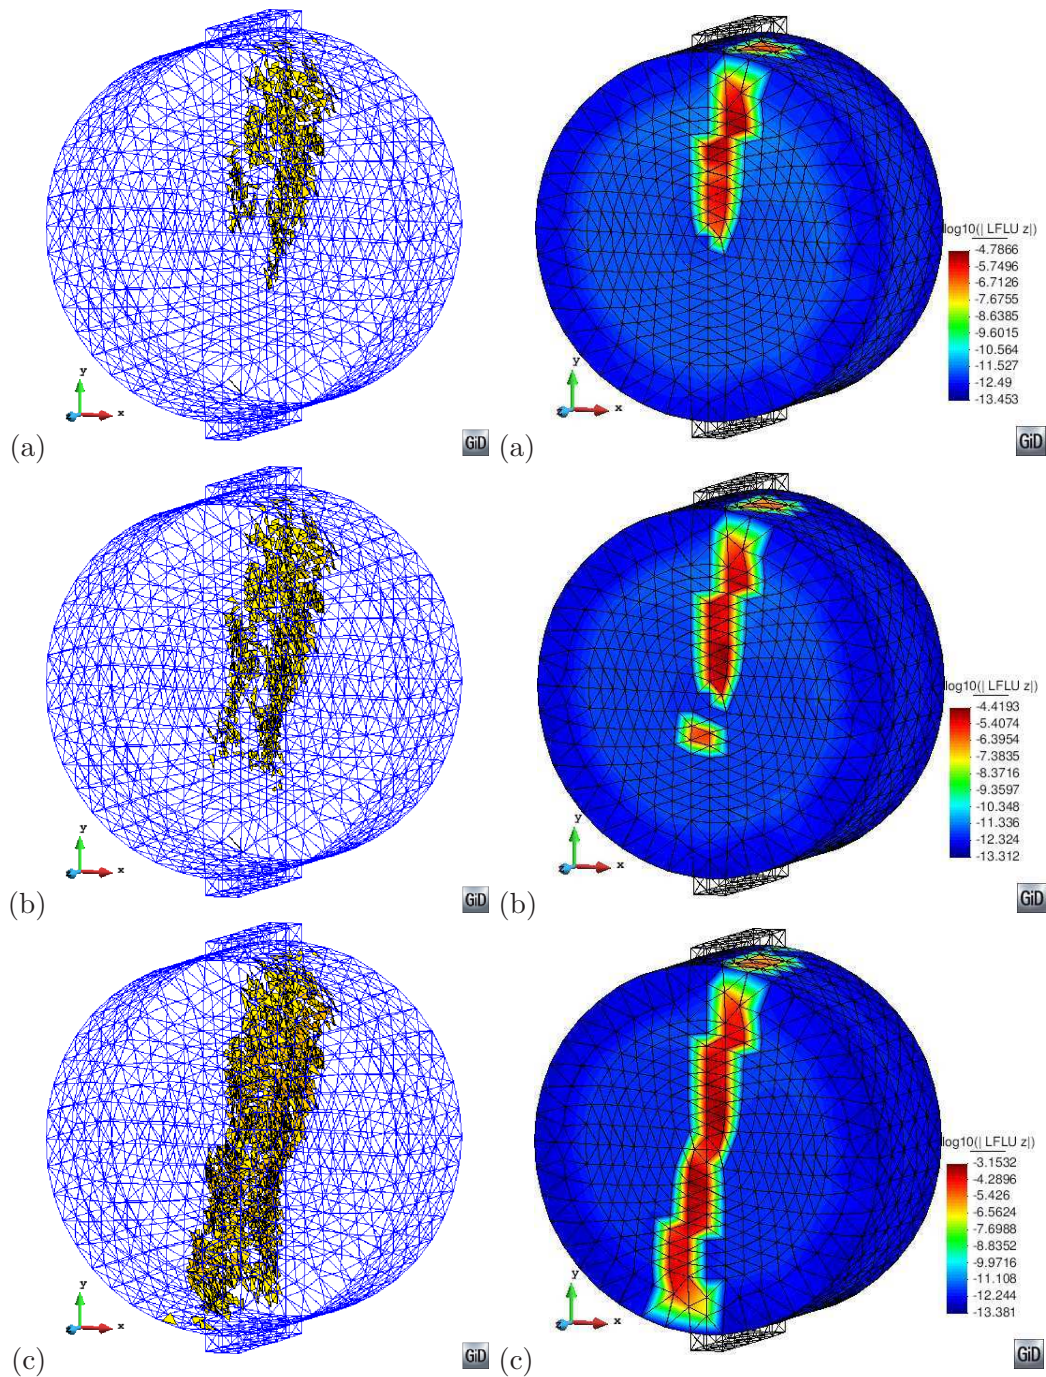 y
x
(a)
GiD
log10(| LFLU z|)
-4.7866
-5.7496
-6.7126
-7.6755
-8.6385
-9.6015
-10.564
-11.527
-12.49
-13.453
y
x
(a)
GiD
y
x
(b)
GiD
log10(| LFLU z|)
-4.4193
-5.4074
-6.3954
-7.3835
-8.3716
-9.3597
-10.348
-11.336
-12.324
-13.312
y
x
(b)
GiD
y
x
(c)
GiD
log10(| LFLU z|)
-3.1532
-4.2896
-5.426
-6.5624
-7.6988
-8.8352
-9.9716
-11.108
-12.244
-13.381
y
x
(c)
GiD